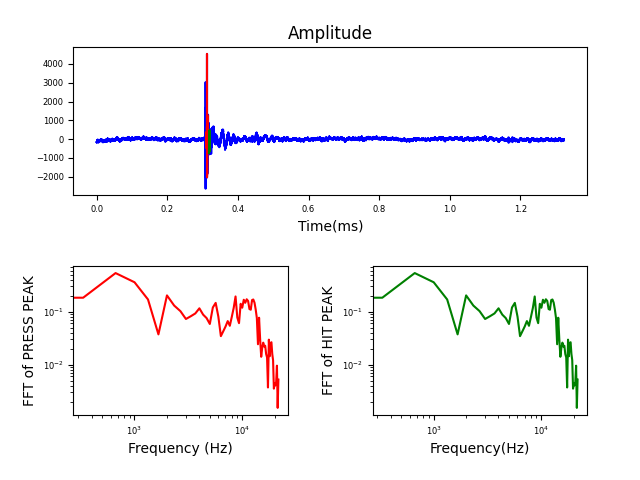 Amplitude
4000
3000
2000
1000
0
−1000
−2000
0.0 0.2 0.4 0.6 0.8 1.0 1.2
Time(ms)
FFT of PRESS PEAK
10⁻¹
10⁻²
10³ 10⁴
Frequency (Hz)
FFT of HIT PEAK
10⁻¹
10⁻²
10³ 10⁴
Frequency(Hz)